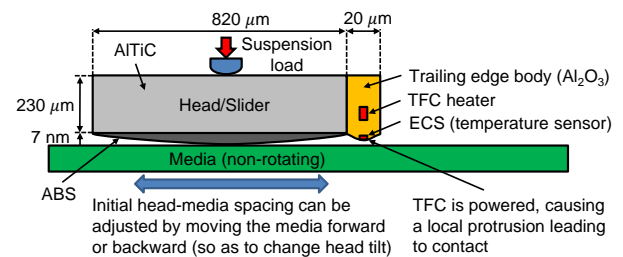 820 μm
20 μm
AlTiC
Suspension
load
Trailing edge body (Al₂O₃)
TFC heater
ECS (temperature sensor)
230 μm
Head/Slider
7 nm
Media (non-rotating)
ABS
Initial head-media spacing can be
adjusted by moving the media forward
or backward (so as to change head tilt)
TFC is powered, causing
a local protrusion leading
to contact